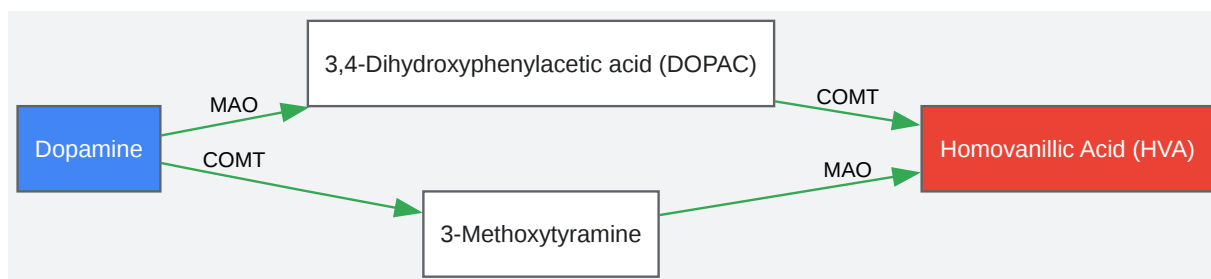 3,4-Dihydroxyphenylacetic acid (DOPAC)
MAO
COMT
Dopamine
Homovanillic Acid (HVA)
COMT
MAO
3-Methoxytyramine